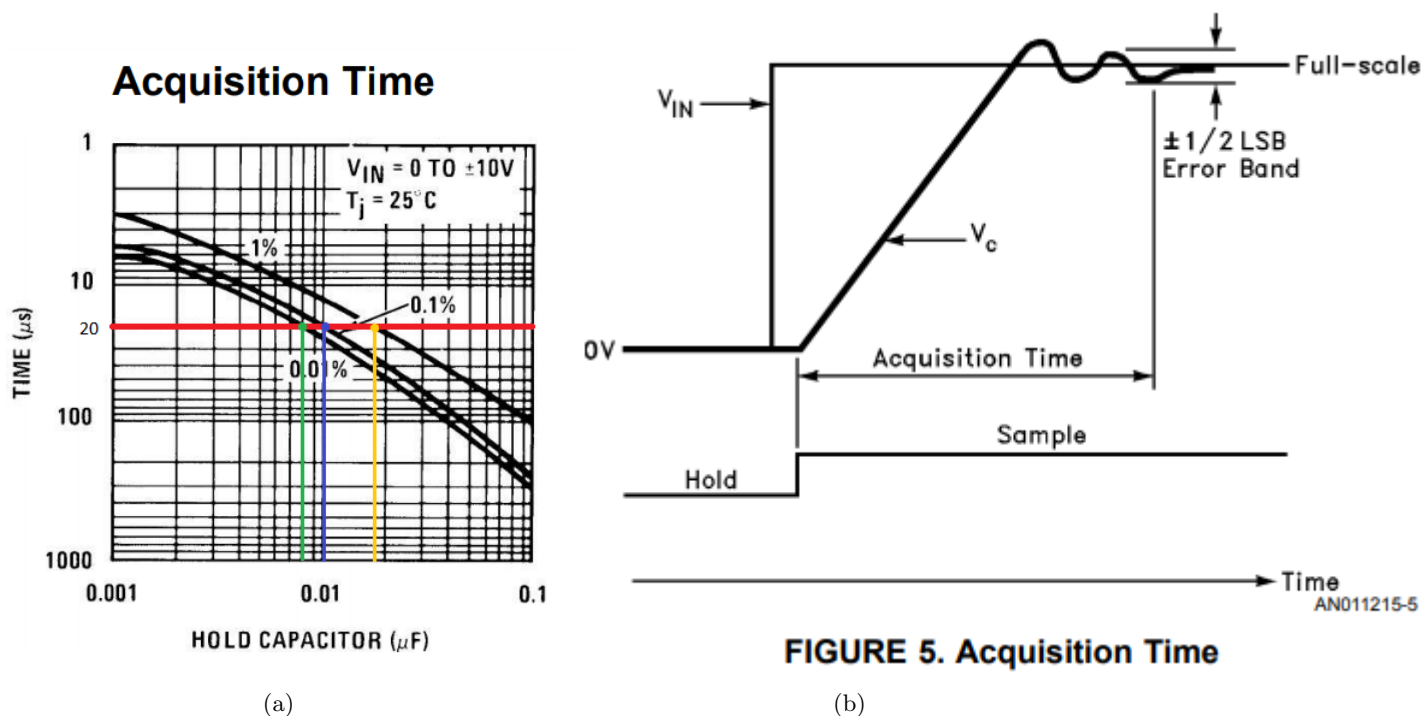 Acquisition Time
1
V_IN = 0 TO ±10V
T_j = 25°C
1%
10
0.1%
20
0.01%
100
1000
0.001
0.01
0.1
TIME (μs)
HOLD CAPACITOR (μF)
(a)
Full-scale
V_IN
±1/2 LSB
Error Band
V_c
0V
Acquisition Time
Sample
Hold
Time
AN011215-5
FIGURE 5. Acquisition Time
(b)